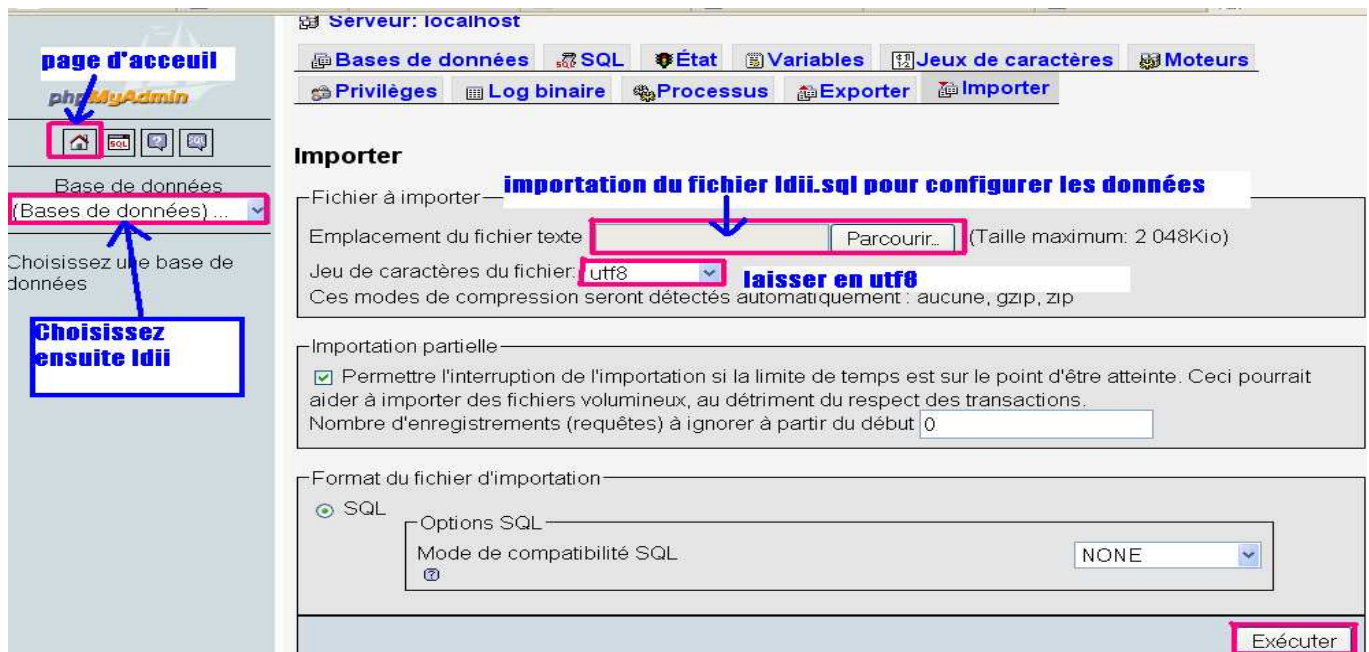 Serveur: localhost
page d'acceuil
Bases de données SQL État Variables Jeux de caractères Moteurs
phpMyAdmin
Privilèges Log binaire Processus Exporter Importer
SQL SQL
Importer
Base de données
(Bases de données) ...
Choisissez une base de
données
Choisissez
ensuite ldii
Fichier à importer
importation du fichier ldii.sql pour configurer les données
Emplacement du fichier texte Parcourir... (Taille maximum: 2 048Kio)
Jeu de caractères du fichier: utf8 laisser en utf8
Ces modes de compression seront détectés automatiquement : aucune, gzip, zip
Importation partielle
Permettre l'interruption de l'importation si la limite de temps est sur le point d'être atteinte. Ceci pourrait
aider à importer des fichiers volumineux, au détriment du respect des transactions.
Nombre d'enregistrements (requêtes) à ignorer à partir du début 0
Format du fichier d'importation
SQL
Options SQL
Mode de compatibilité SQL NONE
Exécuter